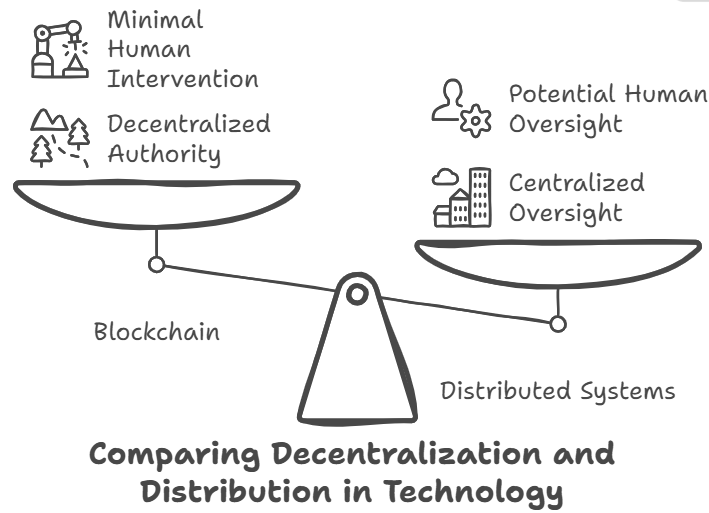 Minimal
Human
Intervention
Decentralized
Authority
Potential Human
Oversight
Centralized
Oversight
Blockchain
Distributed Systems
Comparing Decentralization and
Distribution in Technology